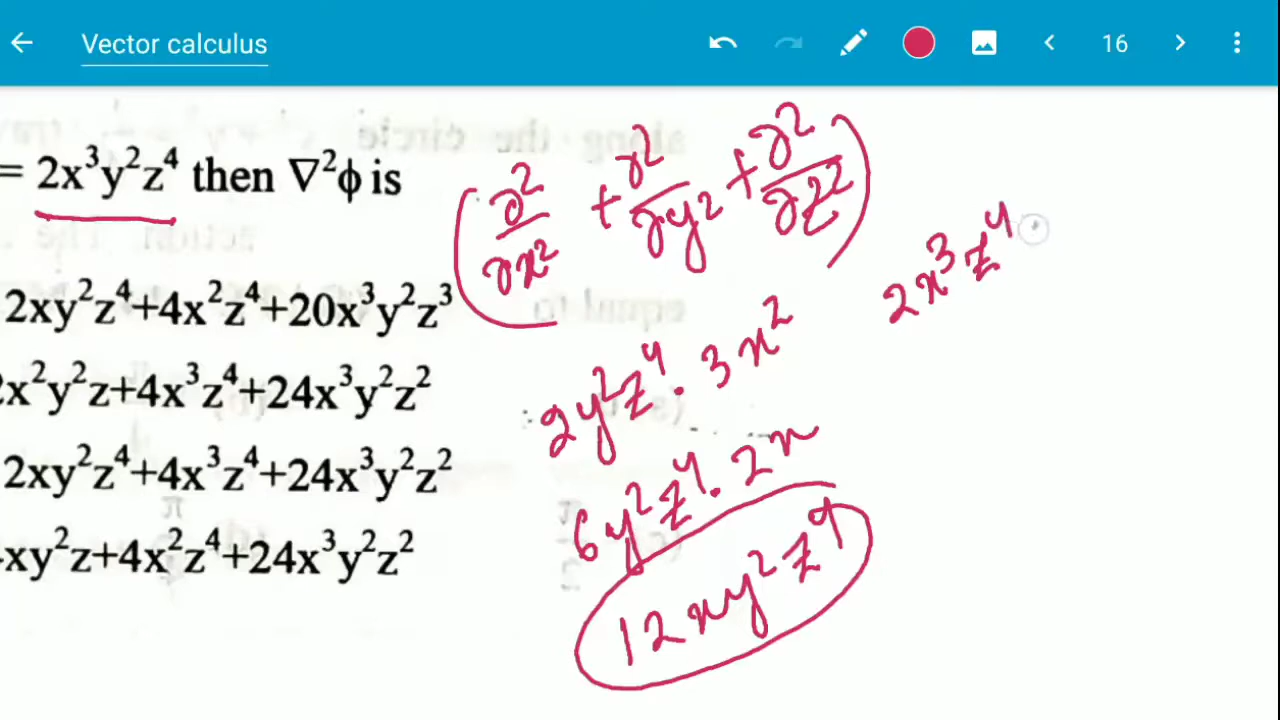 Vector calculus
16
= 2x³y²z⁴ then ∇²ϕ is
2xy²z⁴+4x²z⁴+20x³y²z³
x²y²z+4x³z⁴+24x³y²z²
2xy²z⁴+4x³z⁴+24x³y²z²
xy²z+4x²z⁴+24x³y²z²
(∂²/∂x² + ∂²/∂y² + ∂²/∂z²)
2y²z⁴. 3x²
6y²z⁴. 2x
12xy²z⁴
2x³z⁴